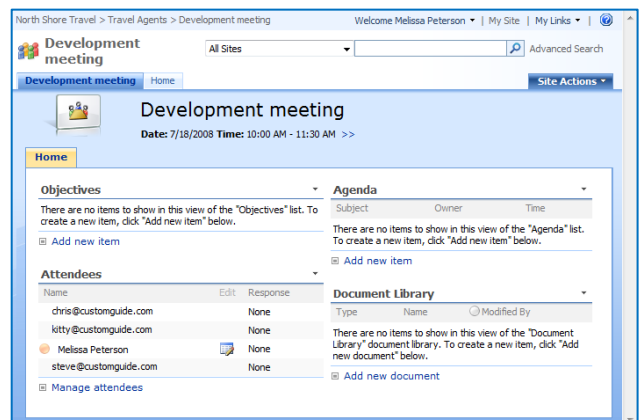 North Shore Travel > Travel Agents > Development meeting
Welcome Melissa Peterson | My Site | My Links |
Development
meeting
All Sites
Advanced Search
Development meeting Home
Site Actions
Development meeting
Date: 7/18/2008 Time: 10:00 AM - 11:30 AM >>
Home
Objectives
There are no items to show in this view of the "Objectives" list. To
create a new item, click "Add new item" below.
Add new item
Attendees
Name Edit Response
chris@customguide.com None
kitty@customguide.com None
Melissa Peterson None
steve@customguide.com None
Manage attendees
Agenda
Subject Owner Time
There are no items to show in this view of the "Agenda" list.
To create a new item, click "Add new item" below.
Add new item
Document Library
Type Name Modified By
There are no items to show in this view of the "Document
Library" document library. To create a new item, click "Add
new document" below.
Add new document